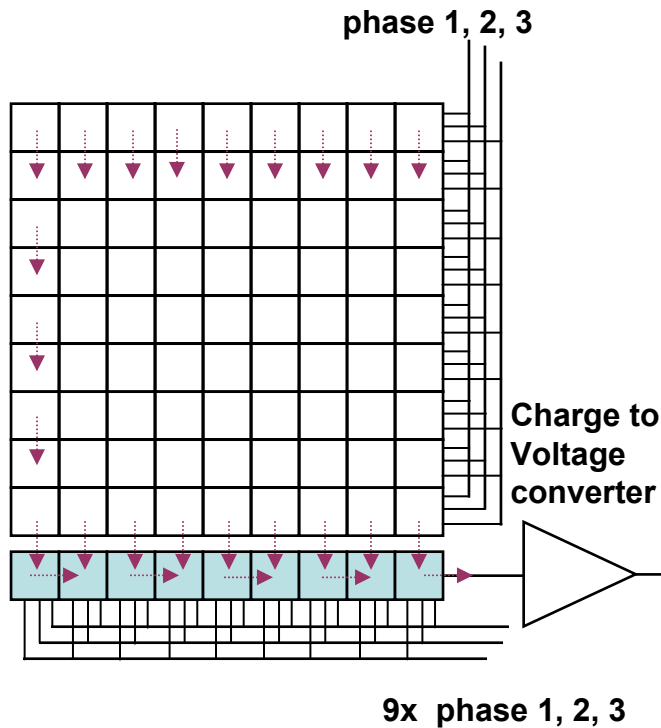 phase 1, 2, 3
Charge to
Voltage
converter
9x phase 1, 2, 3